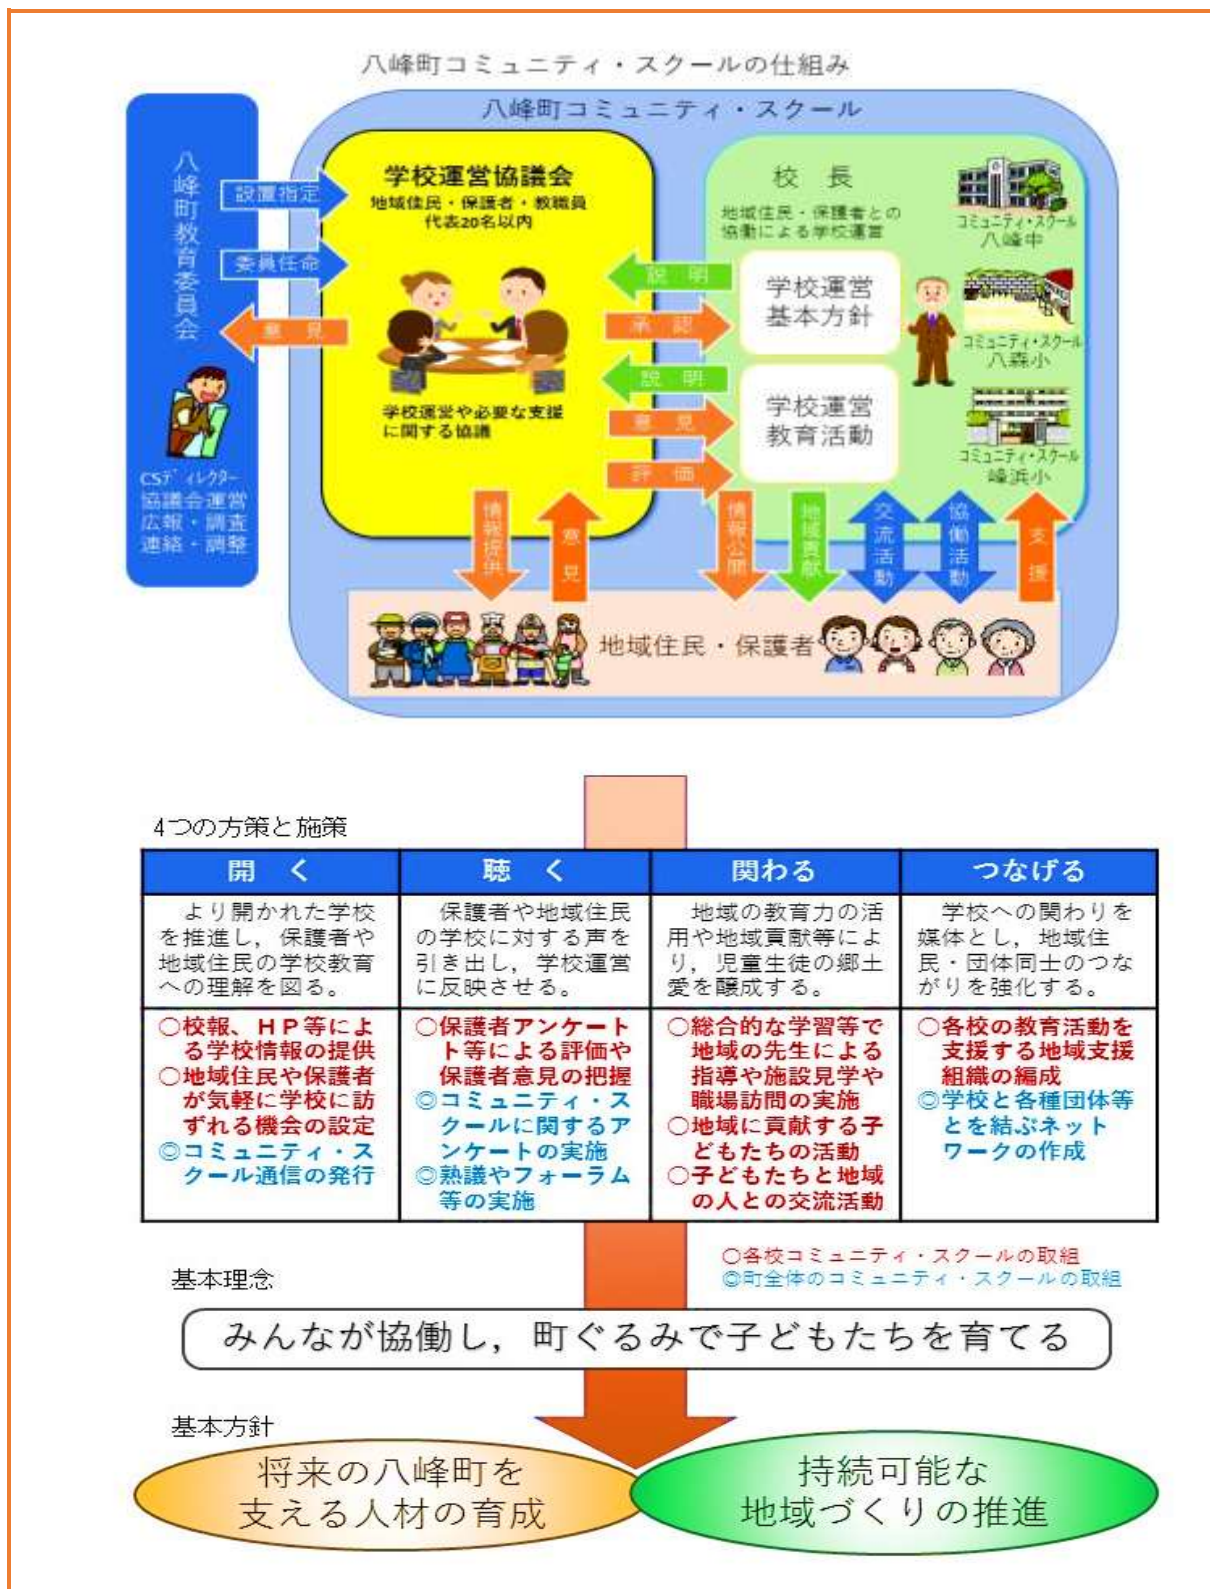 八峰町コミュニティ・スクールの仕組み
八峰町コミュニティ・スクール
八峰町教育委員会
CSディレクター
協議会運営
広報・調査
連絡・調整
設置指定
委員任命
意見
学校運営協議会
地域住民・保護者・教職員
代表20名以内
学校運営や必要な支援
に関する協議
説明
承認
説明
意見
評価
校長
地域住民・保護者との
協働による学校運営
学校運営
基本方針
学校運営
教育活動
コミュニティ・スクール
八峰中
コミュニティ・スクール
八森小
コミュニティ・スクール
峰浜小
情報提供
意見
情報公開
地域貢献
交流活動
協働活動
支援
地域住民・保護者
4つの方策と施策
開く
より開かれた学校
を推進し，保護者や
地域住民の学校教育
への理解を図る。
〇校報、ＨＰ等によ
る学校情報の提供
〇地域住民や保護者
が気軽に学校に訪
ずれる機会の設定
◎コミュニティ・ス
クール通信の発行
聴く
保護者や地域住民
の学校に対する声を
引き出し，学校運営
に反映させる。
〇保護者アンケート
ト等による評価や
保護者意見の把握
◎コミュニティ・ス
クールに関するア
ンケートの実施
◎熟議やフォーラム
等の実施
関わる
地域の教育力の活
用や地域貢献等によ
り，児童生徒の郷土
愛を醸成する。
〇総合的な学習等で
地域の先生による
指導や施設見学や
職場訪問の実施
〇地域に貢献する子
どもたちの活動
〇子どもたちと地域
の人との交流活動
つなげる
学校への関わりを
媒体とし，地域住
民・団体同士のつな
がりを強化する。
〇各校の教育活動を
支援する地域支援
組織の編成
◎学校と各種団体等
とを結ぶネット
ワークの作成
〇各校コミュニティ・スクールの取組
◎町全体のコミュニティ・スクールの取組
基本理念
みんなが協働し，町ぐるみで子どもたちを育てる
基本方針
将来の八峰町を
支える人材の育成
持続可能な
地域づくりの推進